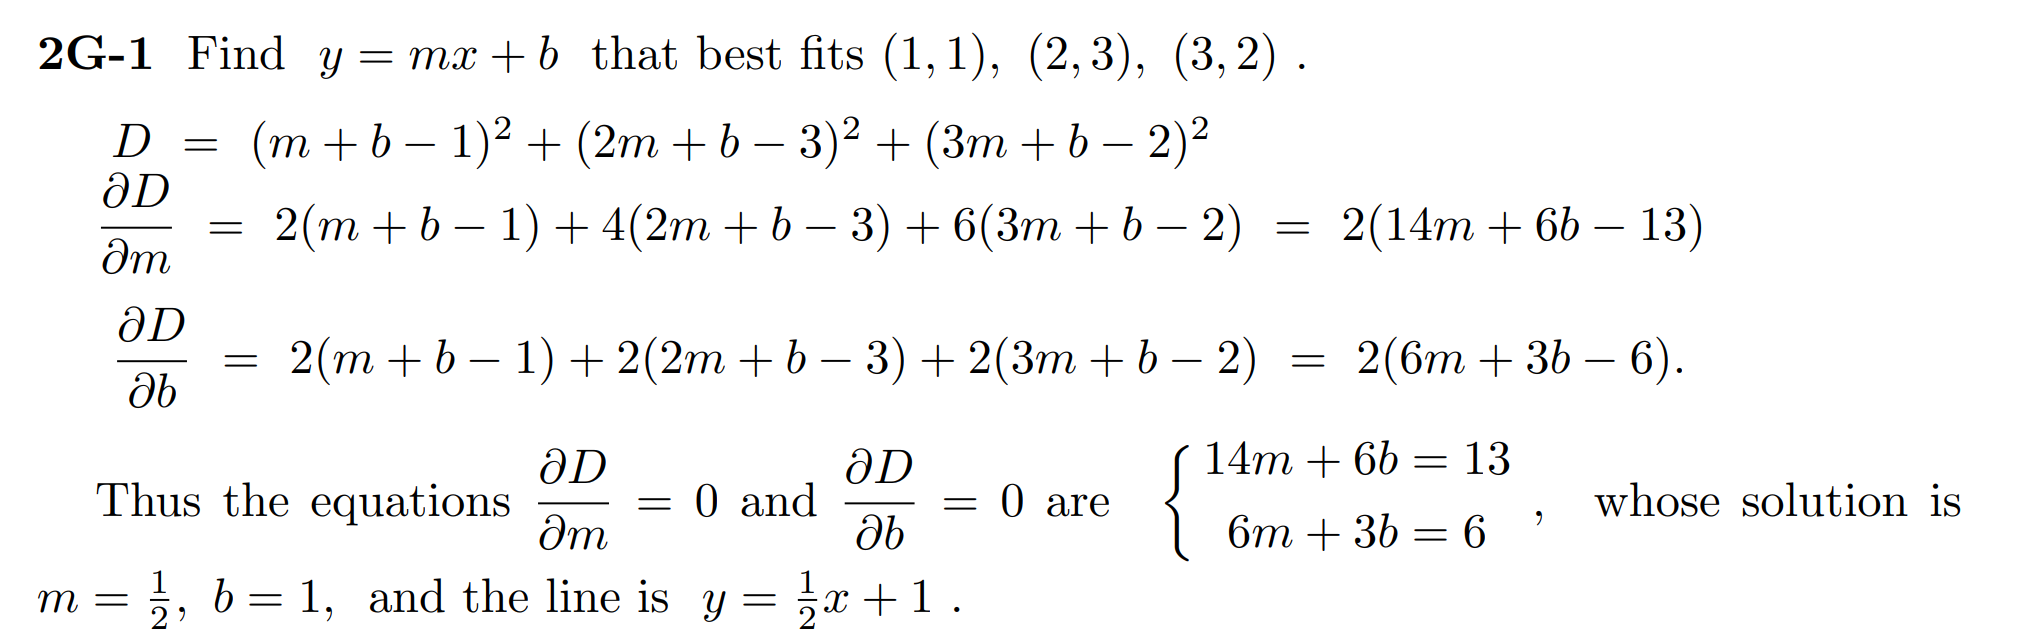 2G-1 Find y = mx + b that best fits (1, 1), (2, 3), (3, 2) .
D = (m + b − 1)² + (2m + b − 3)² + (3m + b − 2)²
∂D/∂m = 2(m + b − 1) + 4(2m + b − 3) + 6(3m + b − 2) = 2(14m + 6b − 13)
∂D/∂b = 2(m + b − 1) + 2(2m + b − 3) + 2(3m + b − 2) = 2(6m + 3b − 6).
Thus the equations ∂D/∂m = 0 and ∂D/∂b = 0 are { 14m + 6b = 13 6m + 3b = 6 , whose solution is
m = ½, b = 1, and the line is y = ½x + 1 .